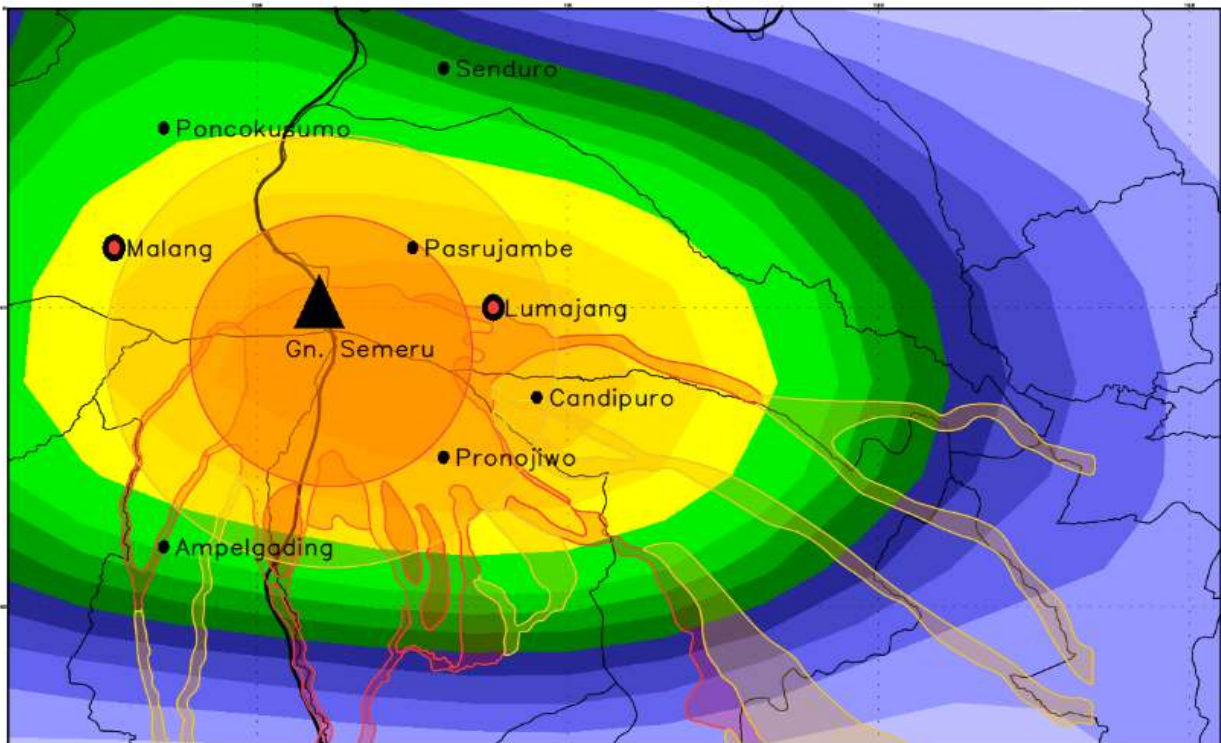 Senduro
Poncokusumo
Malang
Pasrujambe
Lumajang
Gn. Semeru
Candipuro
Pronojiwo
Ampelgading